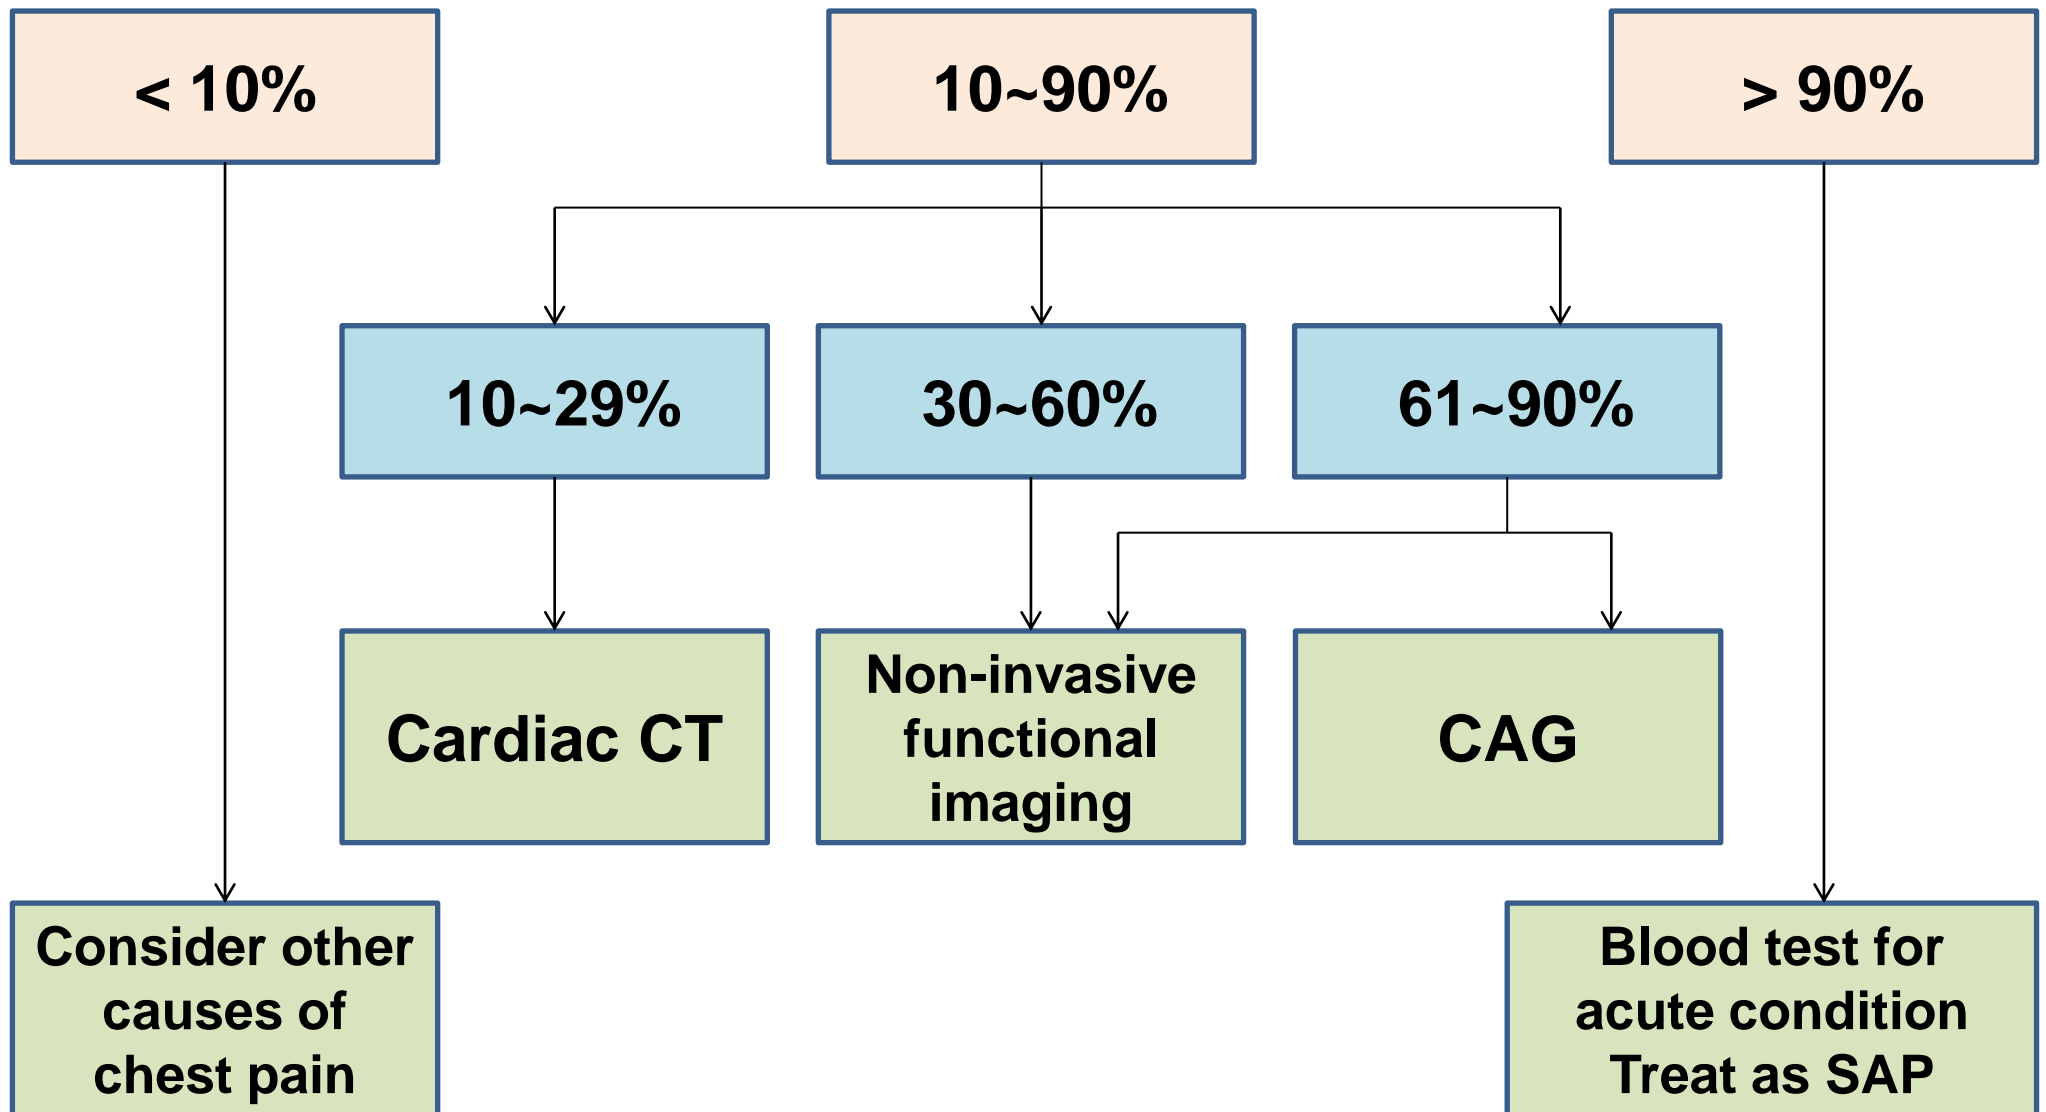 < 10%
10~90%
> 90%
10~29%
30~60%
61~90%
Cardiac CT
Non-invasive
functional
imaging
CAG
Consider other
causes of
chest pain
Blood test for
acute condition
Treat as SAP